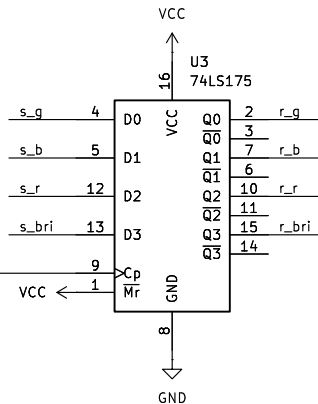 VCC
U3
74LS175
16
VCC
s_g 4 D0 Q0 2 r_g
Q0 3
s_b 5 D1 Q1 7 r_b
Q1 6
s_r 12 D2 Q2 10 r_r
Q2 11
s_bri 13 D3 Q3 15 r_bri
Q3 14
9 Cp
VCC 1 Mr
GND
8
GND